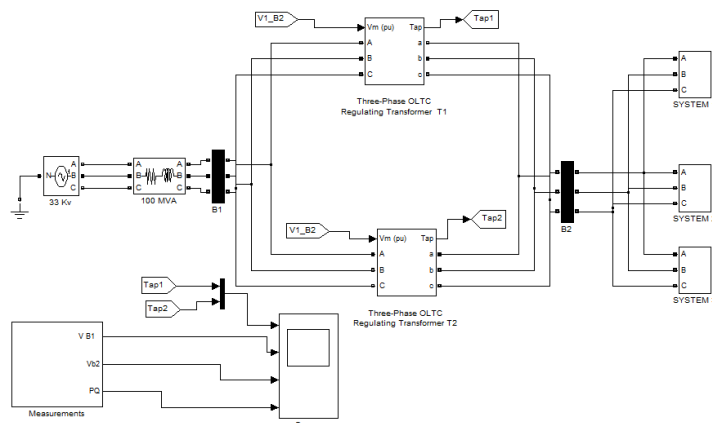 V1_B2
Vm (pu) Tap
Tap1
A a
B b
C c
Three-Phase OLTC
Regulating Transformer T1
A
B
C
SYSTEM
N A
B
C
33 Kv
A A
B B
C C
100 MVA
B1
B2
A
B
C
SYSTEM
V1_B2
Vm (pu) Tap
Tap2
A a
B b
C c
Three-Phase OLTC
Regulating Transformer T2
A
B
C
SYSTEM
Tap1
Tap2
V B1
Vb2
PQ
Measurements